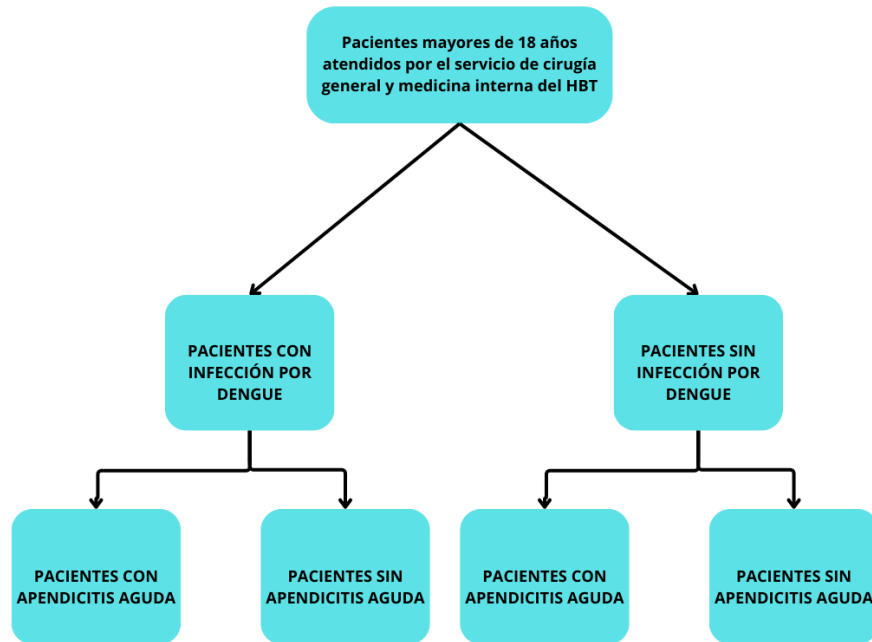 Pacientes mayores de 18 años
atendidos por el servicio de cirugía
general y medicina interna del HBT
PACIENTES CON
INFECCIÓN POR
DENGUE
PACIENTES SIN
INFECCIÓN POR
DENGUE
PACIENTES CON
APENDICITIS AGUDA
PACIENTES SIN
APENDICITIS AGUDA
PACIENTES CON
APENDICITIS AGUDA
PACIENTES SIN
APENDICITIS AGUDA